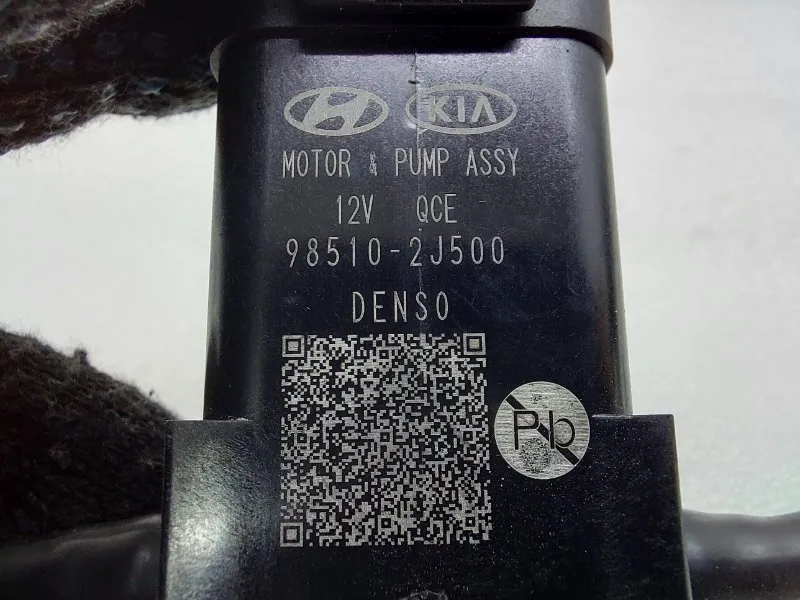 KIA
MOTOR & PUMP ASSY
12V QCE
98510-2J500
DENSO
Pb